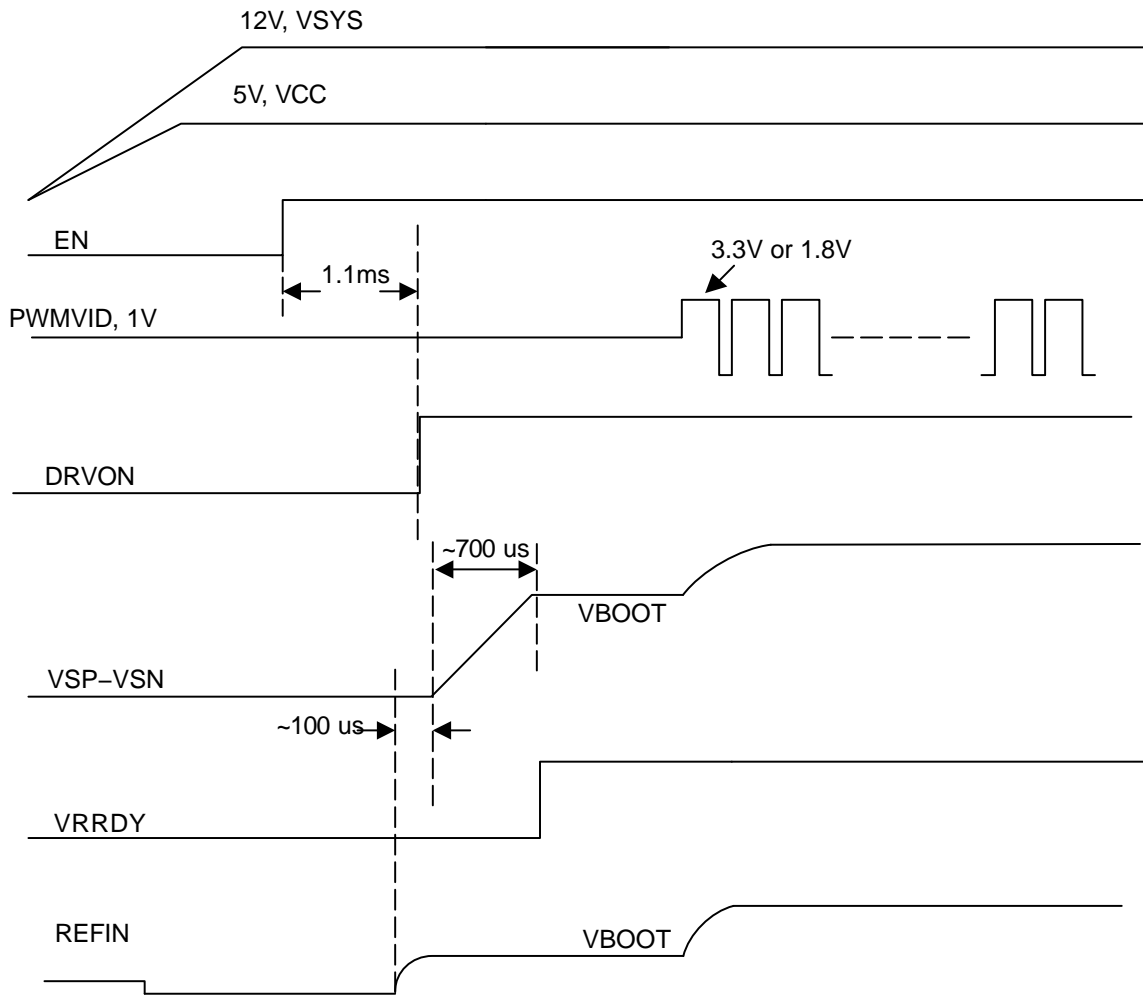 12V, VSYS
5V, VCC
EN
1.1ms
3.3V or 1.8V
PWMVID, 1V
DRVON
~700 us
VBOOT
VSP−VSN
~100 us
VRRDY
REFIN
VBOOT